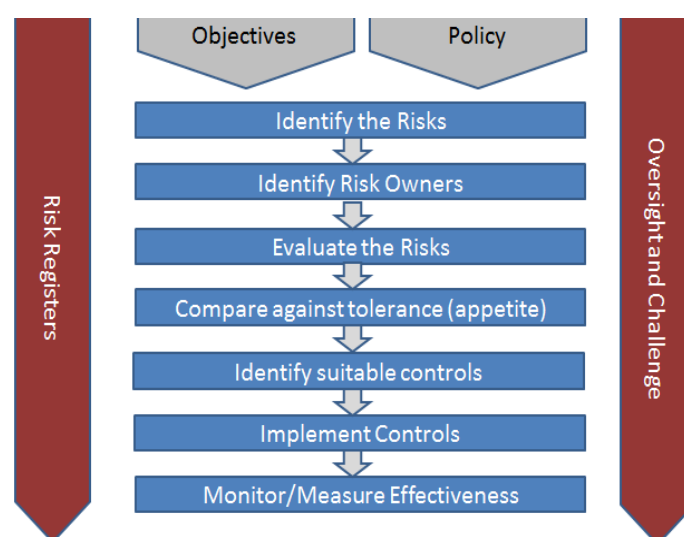 Objectives
Policy
Identify the Risks
Identify Risk Owners
Evaluate the Risks
Compare against tolerance (appetite)
Identify suitable controls
Implement Controls
Monitor/Measure Effectiveness
Risk Registers
Oversight and Challenge